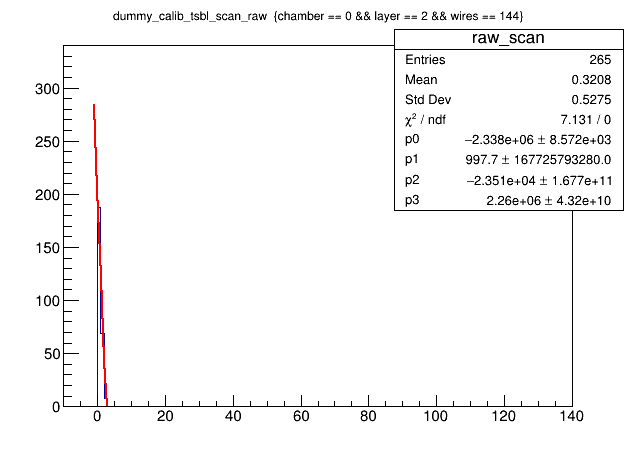 dummy_calib_tsbl_scan_raw {chamber == 0 && layer == 2 && wires == 144}
raw_scan
Entries 265
Mean 0.3208
Std Dev 0.5275
χ² / ndf 7.131 / 0
p0 −2.338e+06 ± 8.572e+03
p1 997.7 ± 167725793280.0
p2 −2.351e+04 ± 1.677e+11
p3 2.26e+06 ± 4.32e+10
300
250
200
150
100
50
0
0 20 40 60 80 100 120 140